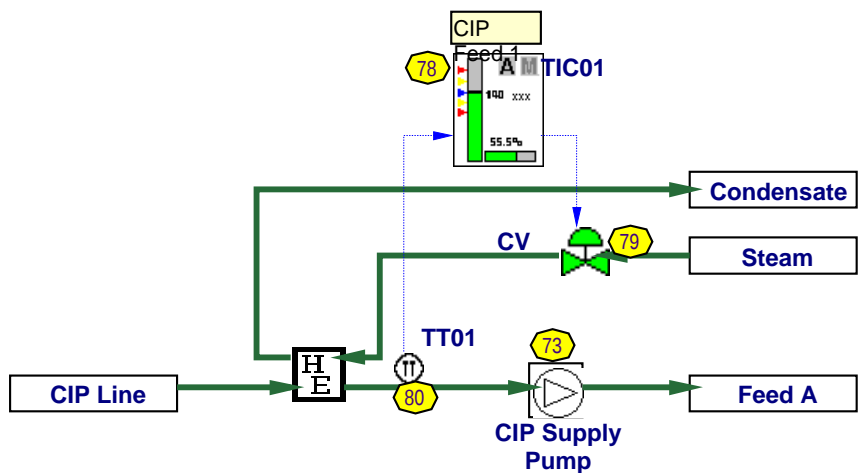 CIP
Feed 1
78
A M TIC01
140 xxx
55.5%
Condensate
CV
79
Steam
TT01
73
H
E
CIP Line
80
Feed A
CIP Supply
Pump